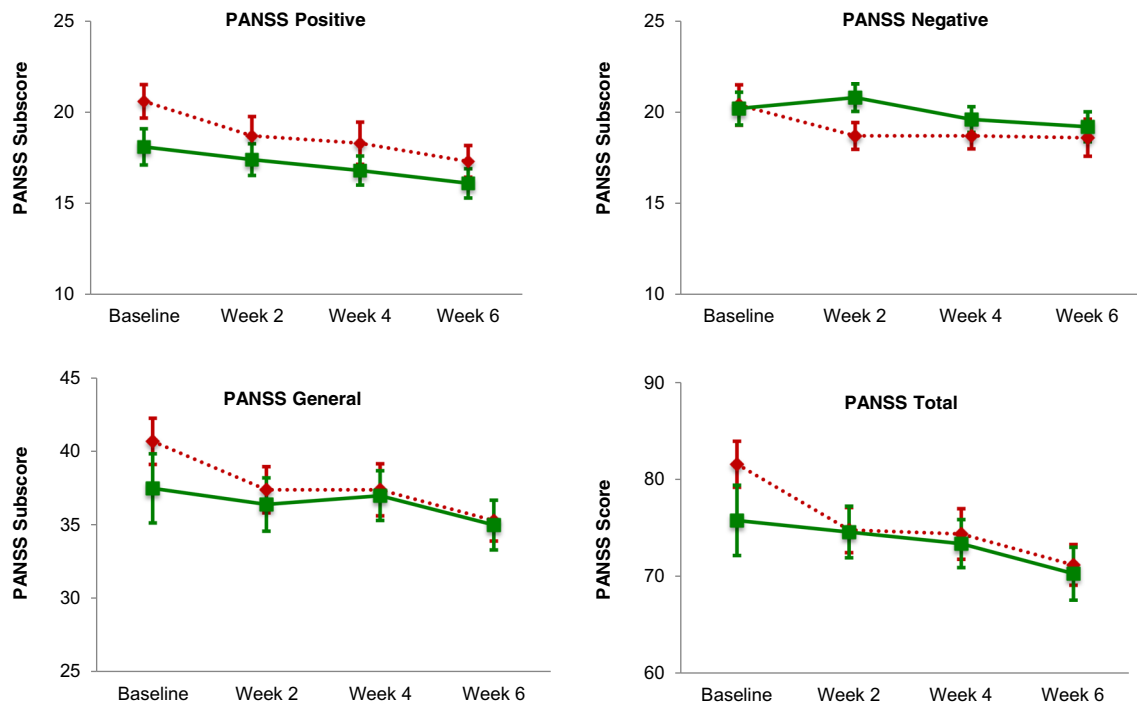 PANSS Positive
PANSS Subscore
25
20
15
10
Baseline Week 2 Week 4 Week 6
PANSS Negative
PANSS Subscore
25
20
15
10
Baseline Week 2 Week 4 Week 6
PANSS General
PANSS Subscore
45
40
35
30
25
Baseline Week 2 Week 4 Week 6
PANSS Total
PANSS Score
90
80
70
60
Baseline Week 2 Week 4 Week 6